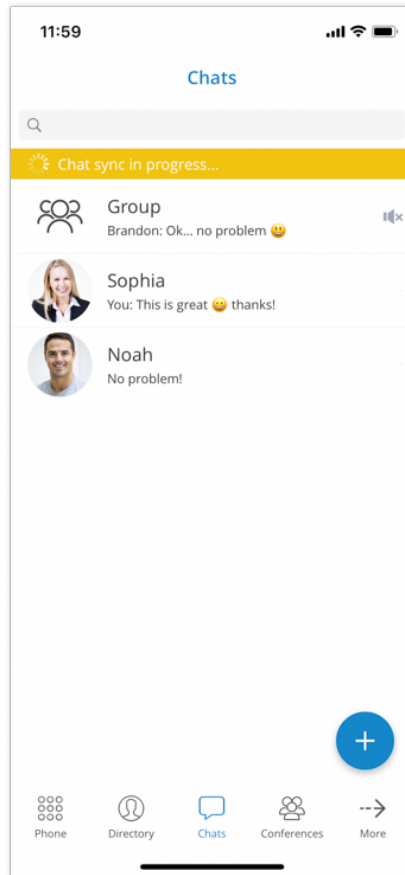 11:59
Chats
Chat sync in progress...
Group
Brandon: Ok... no problem 😃
Sophia
You: This is great 😀 thanks!
Noah
No problem!
Phone
Directory
Chats
Conferences
More